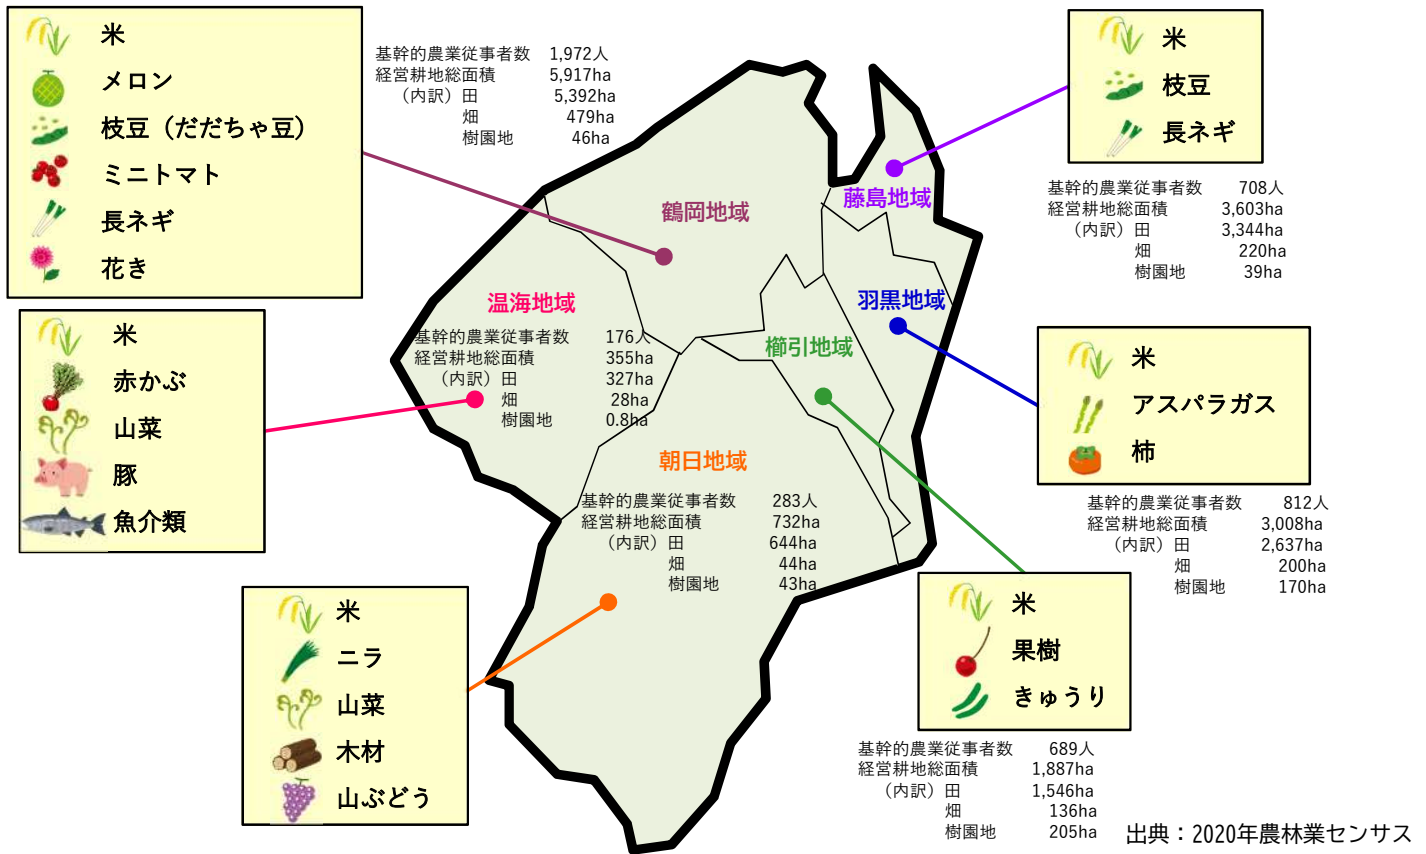 米
メロン
枝豆（だだちゃ豆）
ミニトマト
長ネギ
花き
基幹的農業従事者数 1,972人
経営耕地総面積 5,917ha
（内訳）田 5,392ha
畑 479ha
樹園地 46ha
鶴岡地域
米
枝豆
長ネギ
藤島地域
基幹的農業従事者数 708人
経営耕地総面積 3,603ha
（内訳）田 3,344ha
畑 220ha
樹園地 39ha
米
赤かぶ
山菜
豚
魚介類
温海地域
基幹的農業従事者数 176人
経営耕地総面積 355ha
（内訳）田 327ha
畑 28ha
樹園地 0.8ha
羽黒地域
米
アスパラガス
柿
基幹的農業従事者数 812人
経営耕地総面積 3,008ha
（内訳）田 2,637ha
畑 200ha
樹園地 170ha
櫛引地域
朝日地域
基幹的農業従事者数 283人
経営耕地総面積 732ha
（内訳）田 644ha
畑 44ha
樹園地 43ha
米
ニラ
山菜
木材
山ぶどう
米
果樹
きゅうり
基幹的農業従事者数 689人
経営耕地総面積 1,887ha
（内訳）田 1,546ha
畑 136ha
樹園地 205ha
出典：2020年農林業センサス